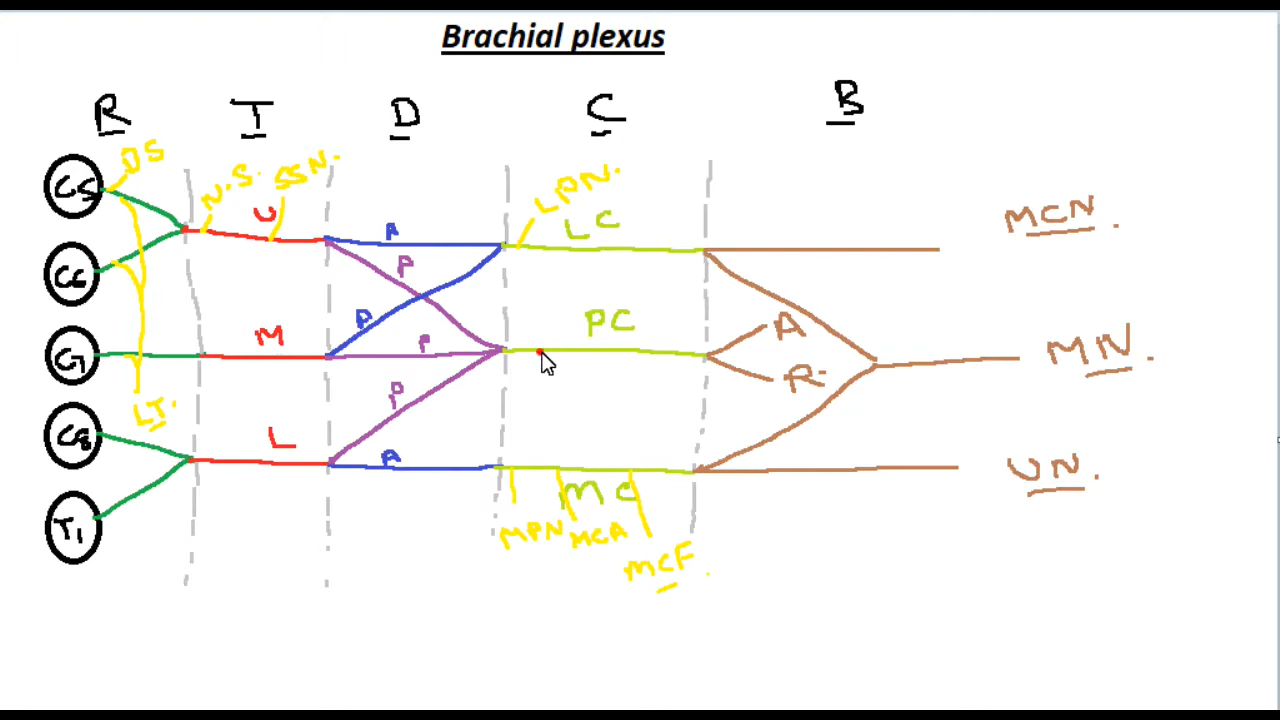 Brachial plexus
R T D C B
C5 DS N.S. SSN. LPN.
U A LC MCN.
C6 P
P
C7 M P PC A MN.
R.
P
LT.
C8 L A UN.
MC
T1 MPN MCA
MCF.